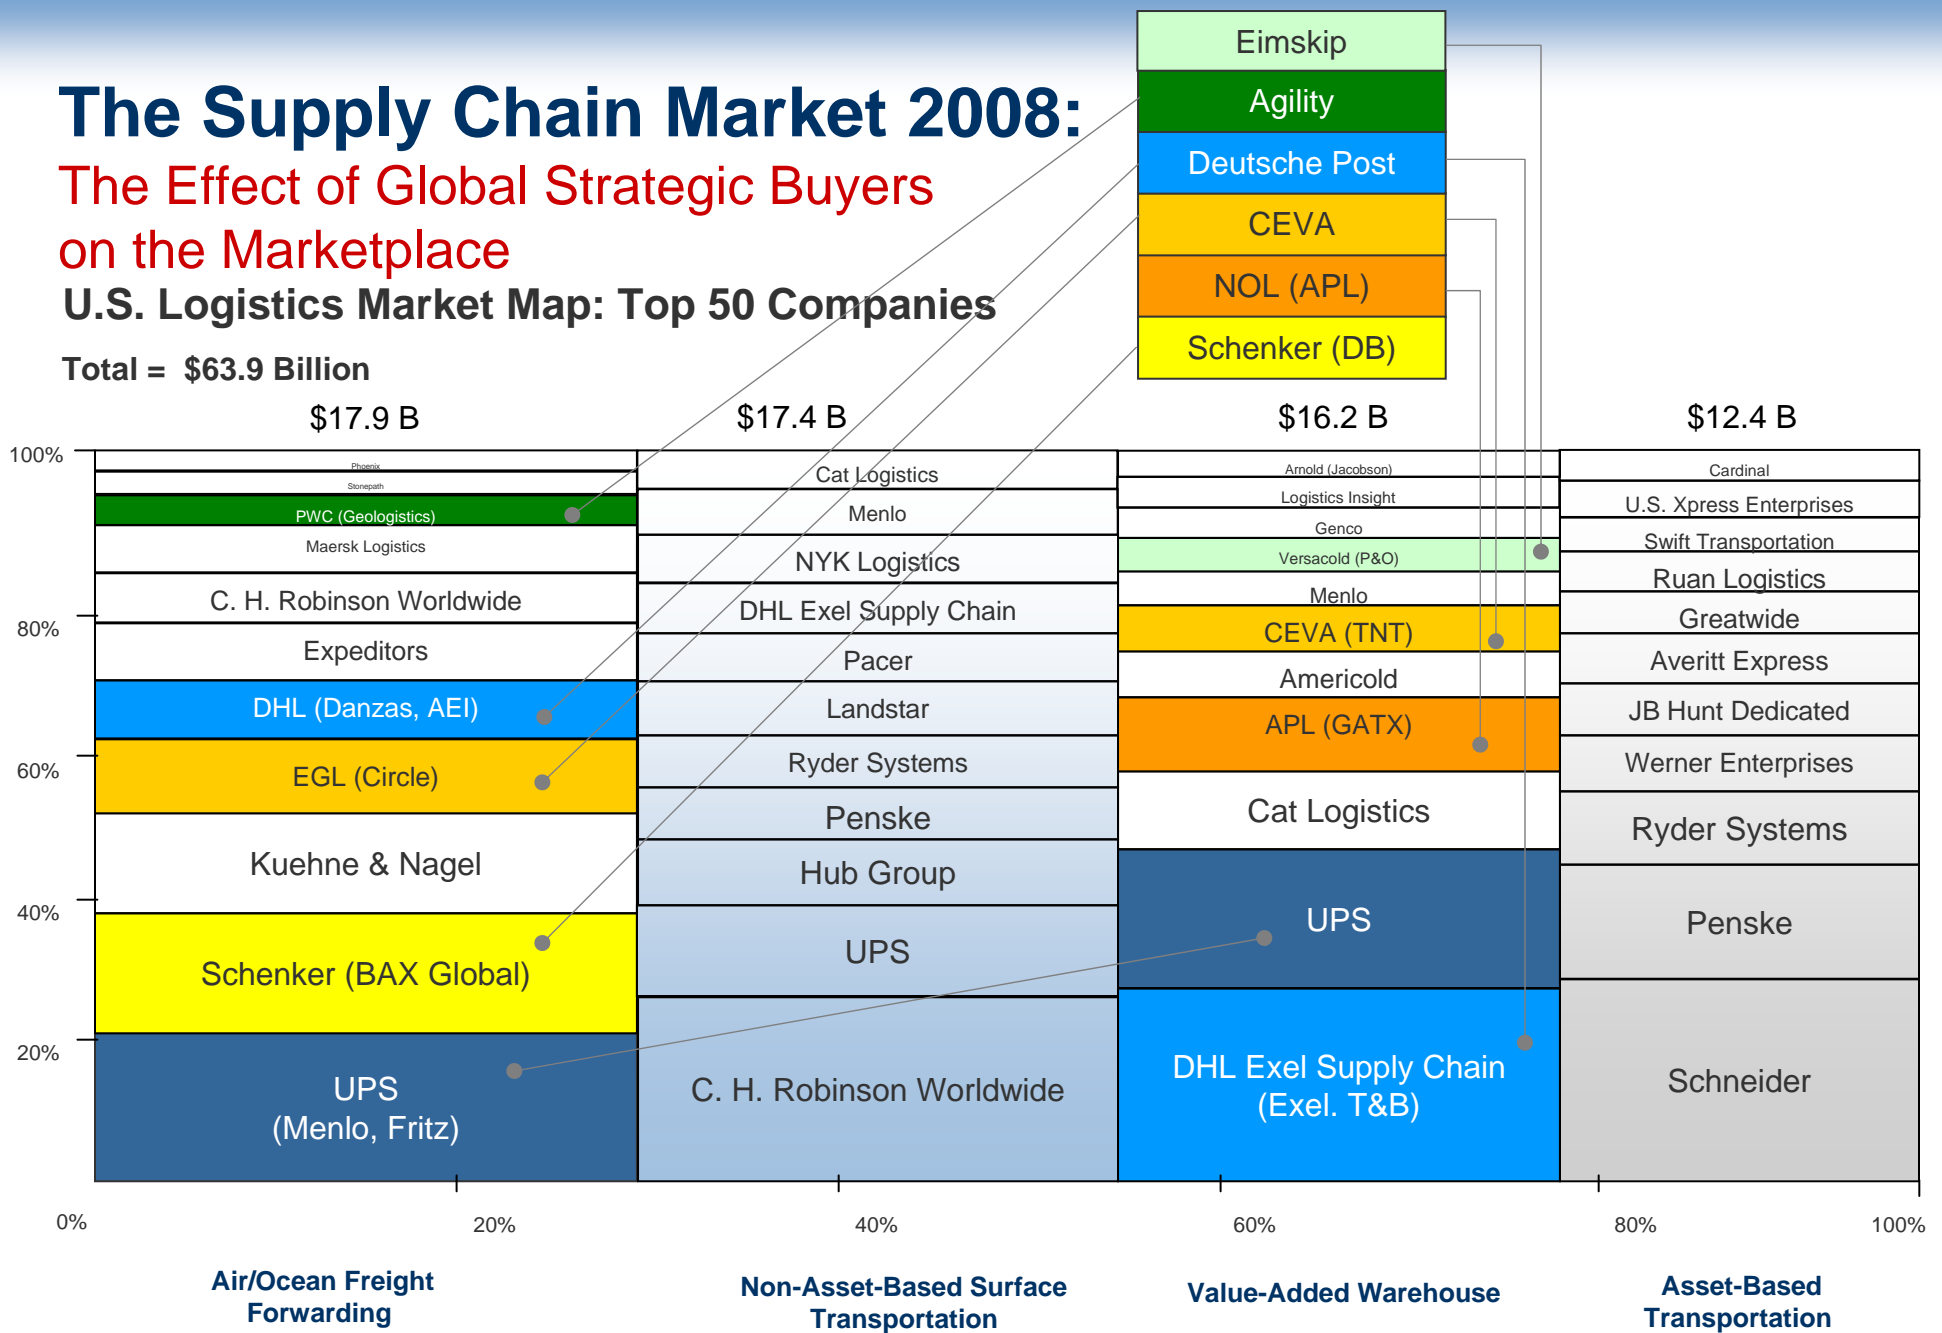 The Supply Chain Market 2008:
The Effect of Global Strategic Buyers
on the Marketplace
U.S. Logistics Market Map: Top 50 Companies
Total = $63.9 Billion
Eimskip
Agility
Deutsche Post
CEVA
NOL (APL)
Schenker (DB)
$17.9 B
$17.4 B
$16.2 B
$12.4 B
100%
80%
60%
40%
20%
0%
Phoenix
Stonepath
PWC (Geologistics)
Maersk Logistics
C. H. Robinson Worldwide
Expeditors
DHL (Danzas, AEI)
EGL (Circle)
Kuehne & Nagel
Schenker (BAX Global)
UPS
(Menlo, Fritz)
Cat Logistics
Menlo
NYK Logistics
DHL Exel Supply Chain
Pacer
Landstar
Ryder Systems
Penske
Hub Group
UPS
C. H. Robinson Worldwide
Arnold (Jacobson)
Logistics Insight
Genco
Versacold (P&O)
Menlo
CEVA (TNT)
Americold
APL (GATX)
Cat Logistics
UPS
DHL Exel Supply Chain
(Exel. T&B)
Cardinal
U.S. Xpress Enterprises
Swift Transportation
Ruan Logistics
Greatwide
Averitt Express
JB Hunt Dedicated
Werner Enterprises
Ryder Systems
Penske
Schneider
20%
40%
60%
80%
100%
Air/Ocean Freight
Forwarding
Non-Asset-Based Surface
Transportation
Value-Added Warehouse
Asset-Based
Transportation